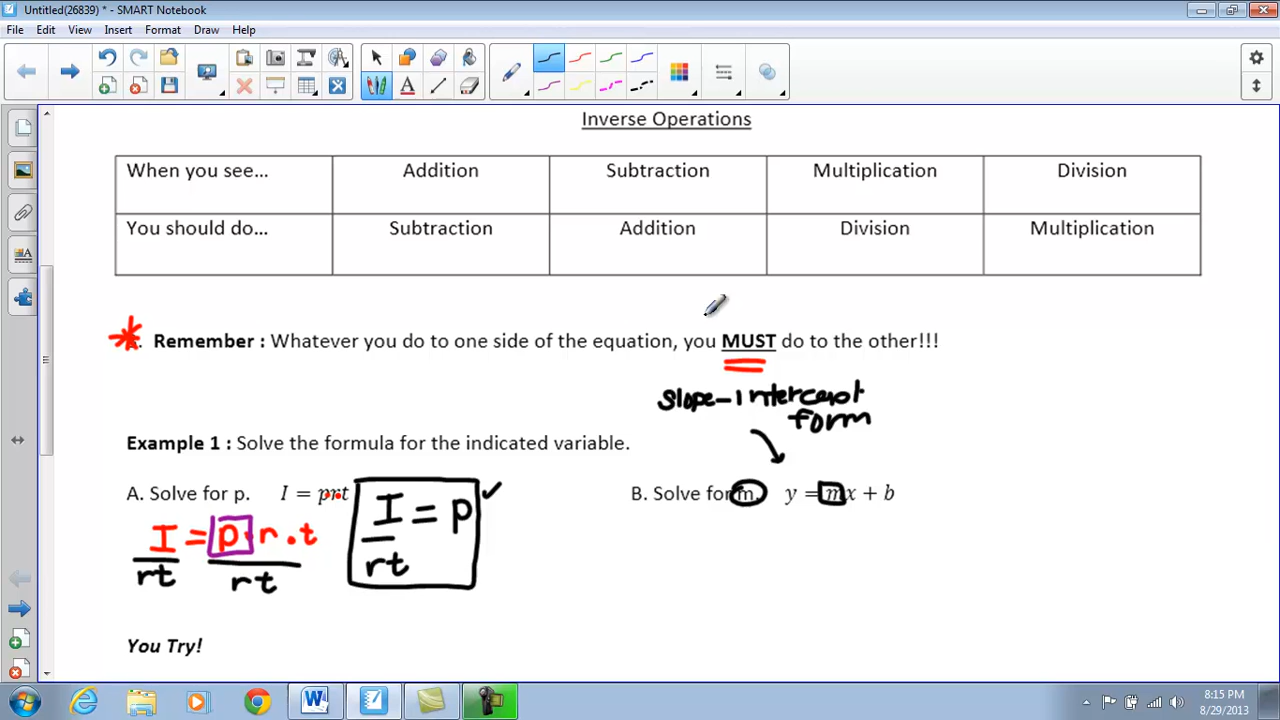 Untitled(26839) * - SMART Notebook
File Edit View Insert Format Draw Help
Inverse Operations
When you see... Addition Subtraction Multiplication Division
You should do... Subtraction Addition Division Multiplication
Remember : Whatever you do to one side of the equation, you MUST do to the other!!!
slope-intercept
form
Example 1 : Solve the formula for the indicated variable.
A. Solve for p. I = prt
B. Solve for m. y = mx + b
I = p · r · t
rt rt
I = p ✓
rt
You Try!
8:15 PM
8/29/2013